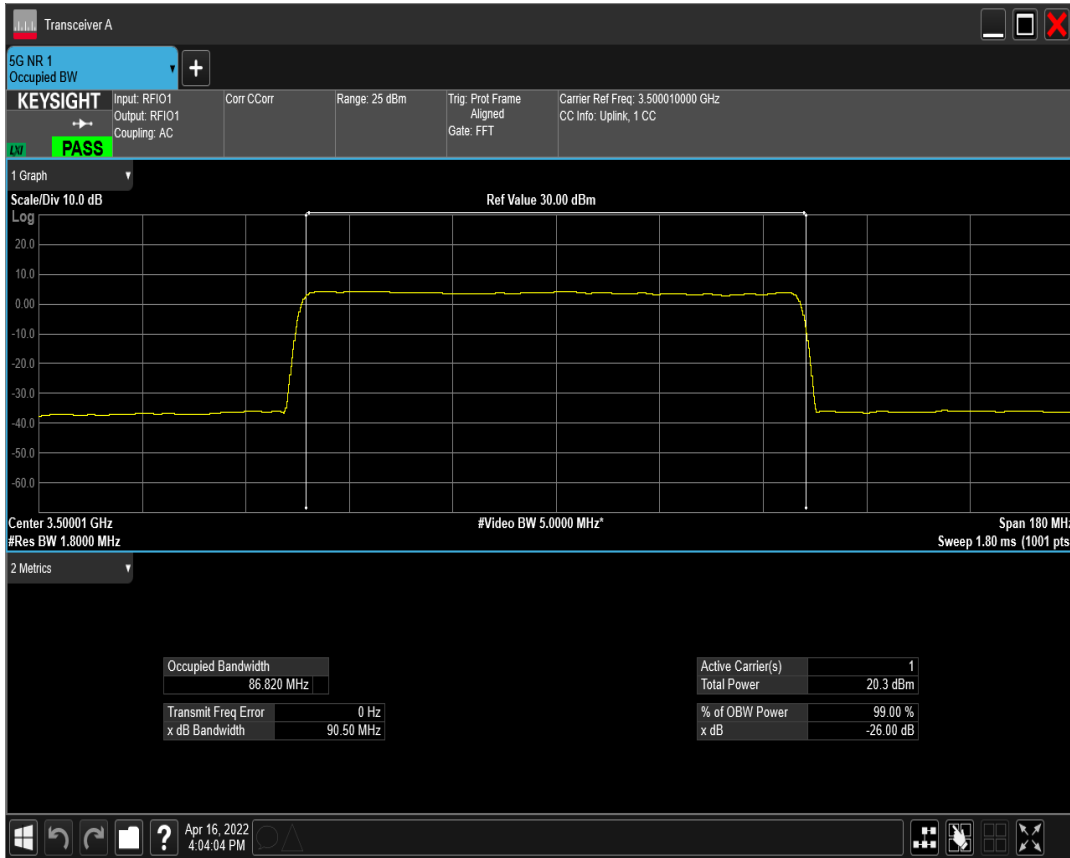 Transceiver A
5G NR 1
Occupied BW
KEYSIGHT
LXI
PASS
Input: RFIO1
Output: RFIO1
Coupling: AC
Corr CCorr
Range: 25 dBm
Trig: Prot Frame
Aligned
Gate: FFT
Carrier Ref Freq: 3.500010000 GHz
CC Info: Uplink, 1 CC
1 Graph
Scale/Div 10.0 dB
Ref Value 30.00 dBm
Log
20.0
10.0
0.00
-10.0
-20.0
-30.0
-40.0
-50.0
-60.0
Center 3.50001 GHz
#Video BW 5.0000 MHz*
Span 180 MHz
#Res BW 1.8000 MHz
Sweep 1.80 ms (1001 pts
2 Metrics
Occupied Bandwidth
86.820 MHz
Transmit Freq Error 0 Hz
x dB Bandwidth 90.50 MHz
Active Carrier(s) 1
Total Power 20.3 dBm
% of OBW Power 99.00 %
x dB -26.00 dB
?
Apr 16, 2022
4:04:04 PM